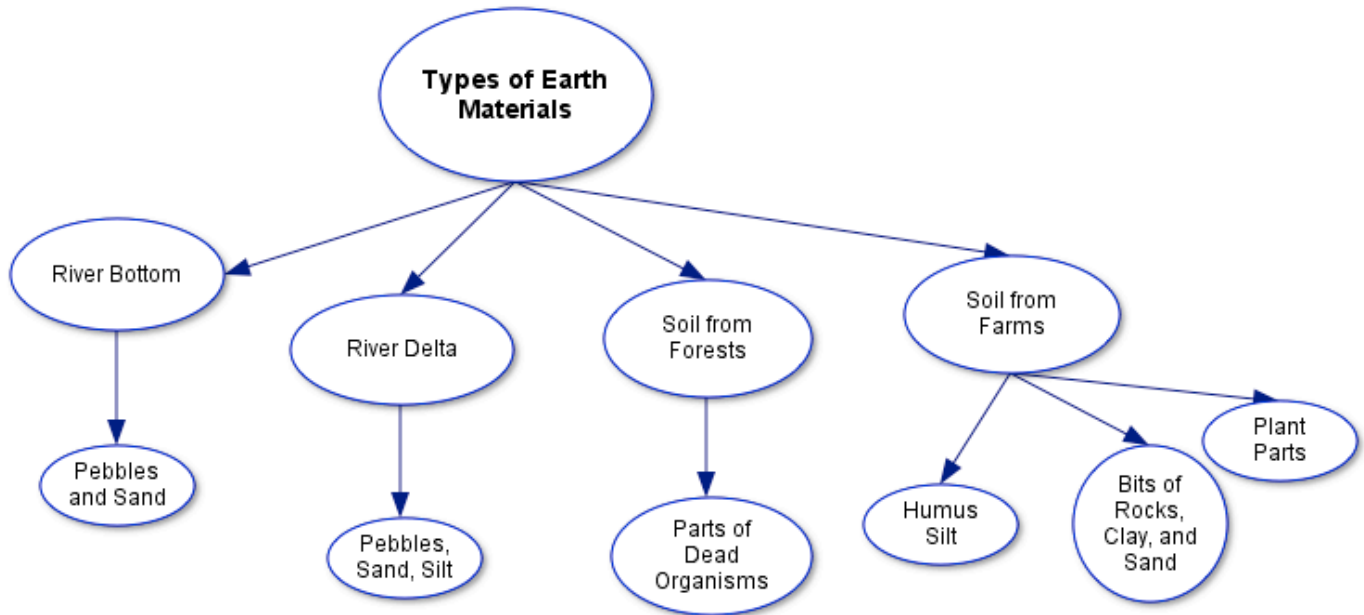 Types of Earth
Materials
River Bottom
River Delta
Soil from
Forests
Soil from
Farms
Pebbles
and Sand
Pebbles,
Sand, Silt
Parts of
Dead
Organisms
Humus
Silt
Bits of
Rocks,
Clay, and
Sand
Plant
Parts